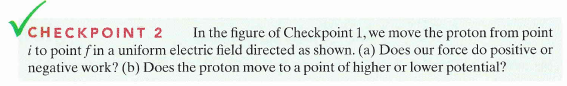 CHECKPOINT 2 In the figure of Checkpoint 1, we move the proton from point
i to point f in a uniform electric field directed as shown. (a) Does our force do positive or
negative work? (b) Does the proton move to a point of higher or lower potential?